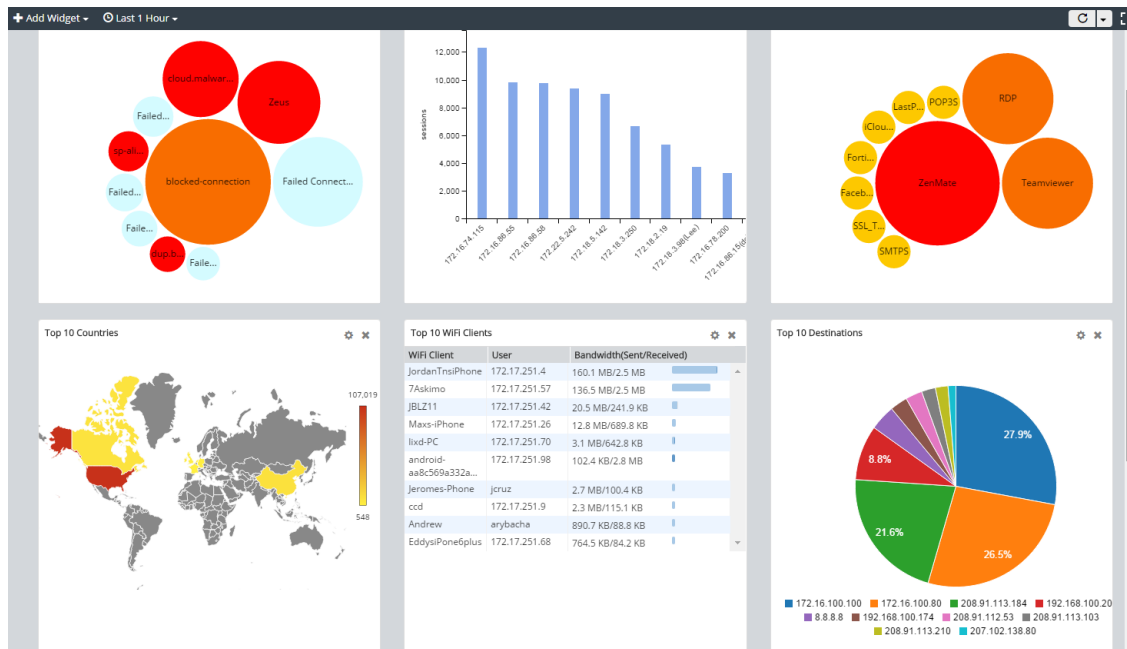 Add Widget
Last 1 Hour
cloud.malwar...
Zeus
Failed...
sp-ali...
blocked-connection
Failed Connect...
Failed...
Faile...
dup.b...
Faile...
sessions
12,000
10,000
8,000
6,000
4,000
2,000
0
172.16.74.115
172.16.86.55
172.16.86.58
172.22.5.242
172.18.5.142
172.18.3.250
172.18.2.19
172.18.3.98(Lee)
172.16.78.200
LastP...
POP3S
RDP
iClou...
Forti...
ZenMate
Teamviewer
Faceb...
SSL_T...
SMTPS
Top 10 Countries
107,019
548
Top 10 WiFi Clients
WiFi Client User Bandwidth(Sent/Received)
JordanTnsiPhone 172.17.251.4 160.1 MB/2.5 MB
7Askimo 172.17.251.57 136.5 MB/2.5 MB
JBLZ11 172.17.251.42 20.5 MB/241.9 KB
Maxs-iPhone 172.17.251.26 12.8 MB/689.8 KB
lixd-PC 172.17.251.70 3.1 MB/642.8 KB
android- 172.17.251.98 102.4 KB/2.8 MB
aa8c569a332a...
Jeromes-Phone jcruz 2.7 MB/100.4 KB
ccd 172.17.251.9 2.3 MB/115.1 KB
Andrew arybacha 890.7 KB/88.8 KB
EddysiPone6plus 172.17.251.68 764.5 KB/84.2 KB
Top 10 Destinations
27.9%
8.8%
21.6%
26.5%
172.16.100.100 172.16.100.80 208.91.113.184 192.168.100.20
8.8.8.8 192.168.100.174 208.91.112.53 208.91.113.103
208.91.113.210 207.102.138.80